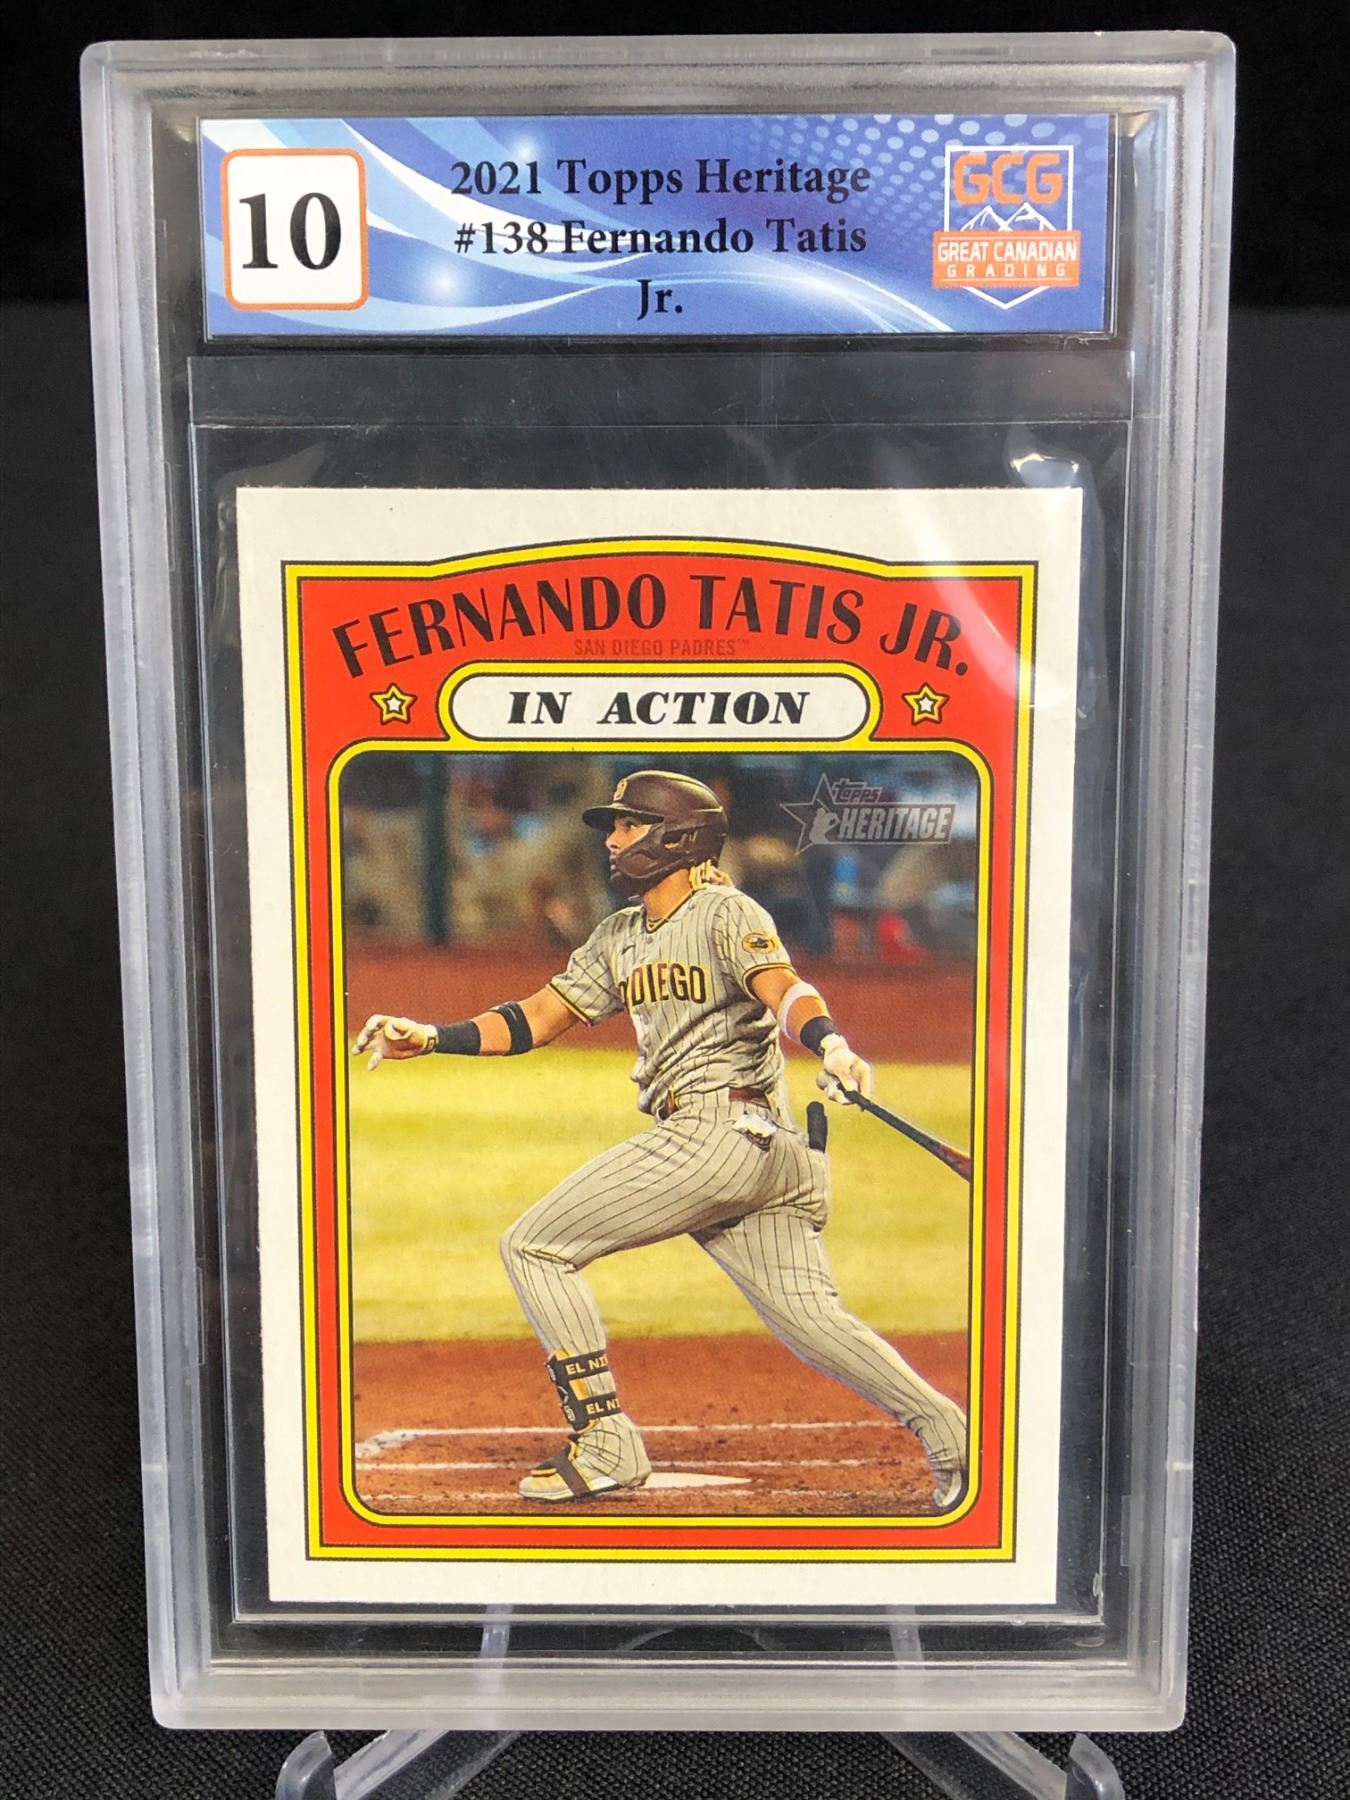 10
2021 Topps Heritage
#138 Fernando Tatis
Jr.
GCG
GREAT CANADIAN
GRADING
FERNANDO TATIS JR.
SAN DIEGO PADRES™
IN ACTION
topps
HERITAGE
DIEGO
EL NI
EL NI